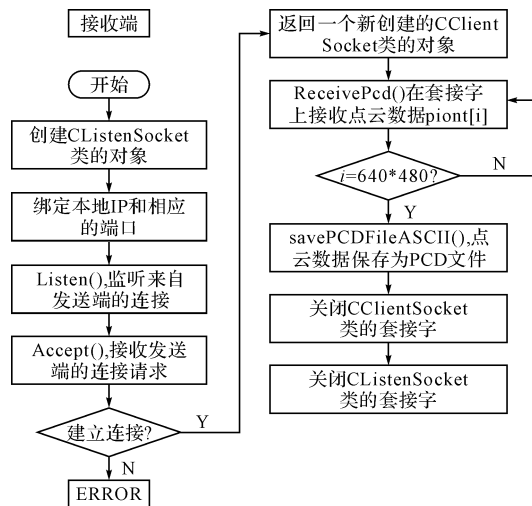 接收端
开始
创建CListenSocket
类的对象
绑定本地IP和相应
的端口
Listen(),监听来自
发送端的连接
Accept(),接收发送
端的连接请求
建立连接?
Y
N
ERROR
返回一个新创建的CClient
Socket类的对象
ReceivePcd()在套接字
上接收点云数据piont[i]
i=640*480?
N
Y
savePCDFileASCII(),点
云数据保存为PCD文件
关闭CClientSocket
类的套接字
关闭CListenSocket
类的套接字